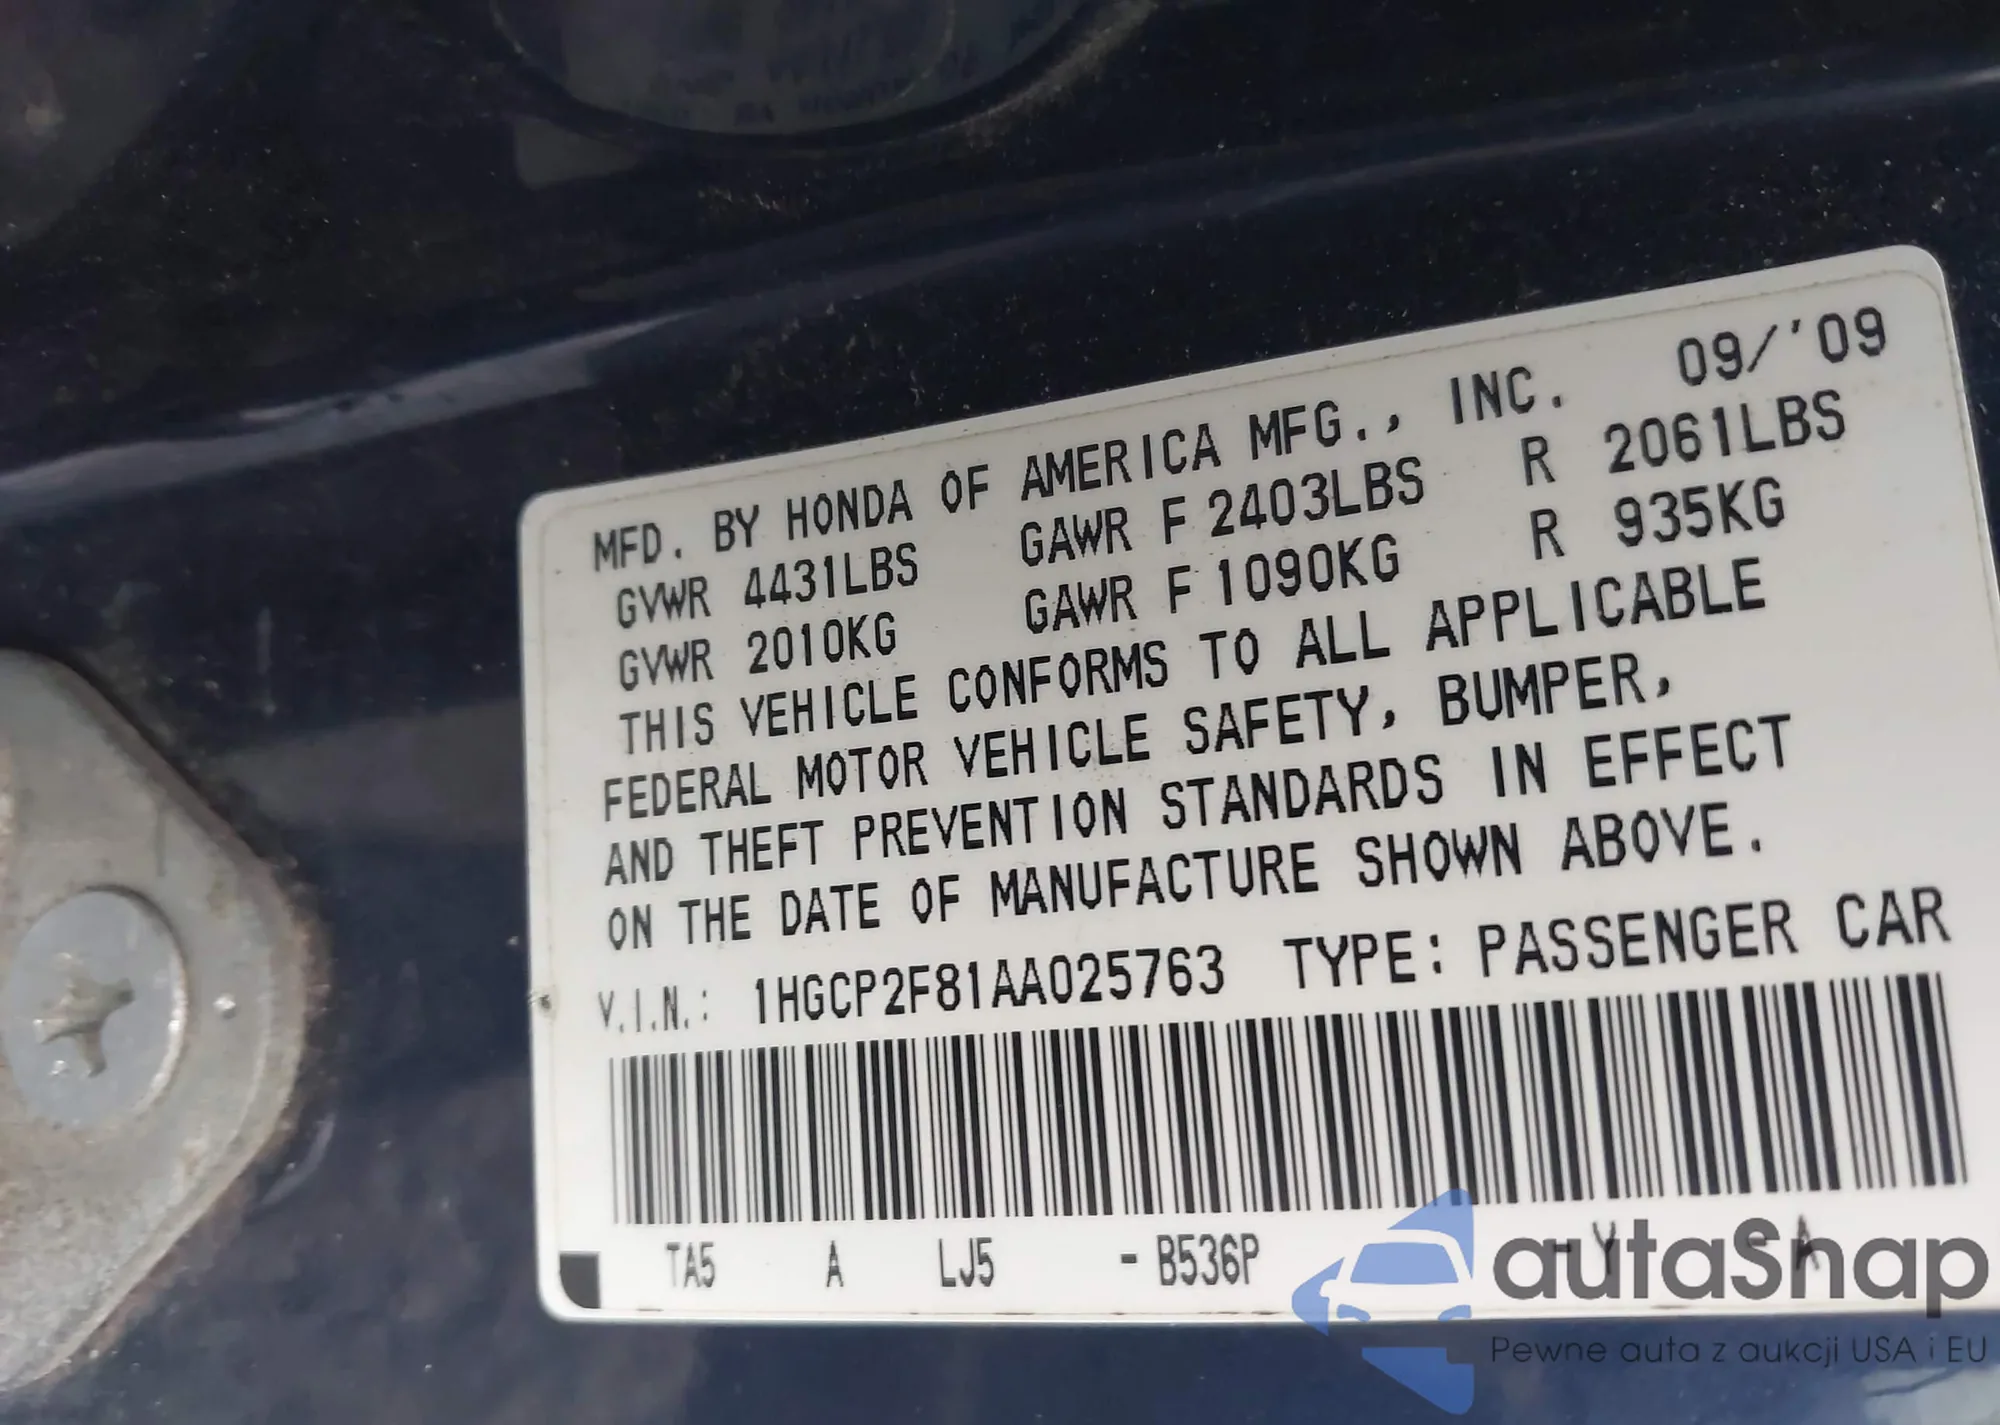 MFD. BY HONDA OF AMERICA MFG., INC. 09/'09
GVWR 4431LBS GAWR F 2403LBS R 2061LBS
GVWR 2010KG GAWR F 1090KG R 935KG
THIS VEHICLE CONFORMS TO ALL APPLICABLE
FEDERAL MOTOR VEHICLE SAFETY, BUMPER,
AND THEFT PREVENTION STANDARDS IN EFFECT
ON THE DATE OF MANUFACTURE SHOWN ABOVE.
V.I.N.: 1HGCP2F81AA025763 TYPE: PASSENGER CAR
TA5 A LJ5 - B536P - Y - A
autaSnap
Pewne auta z aukcji USA i EU